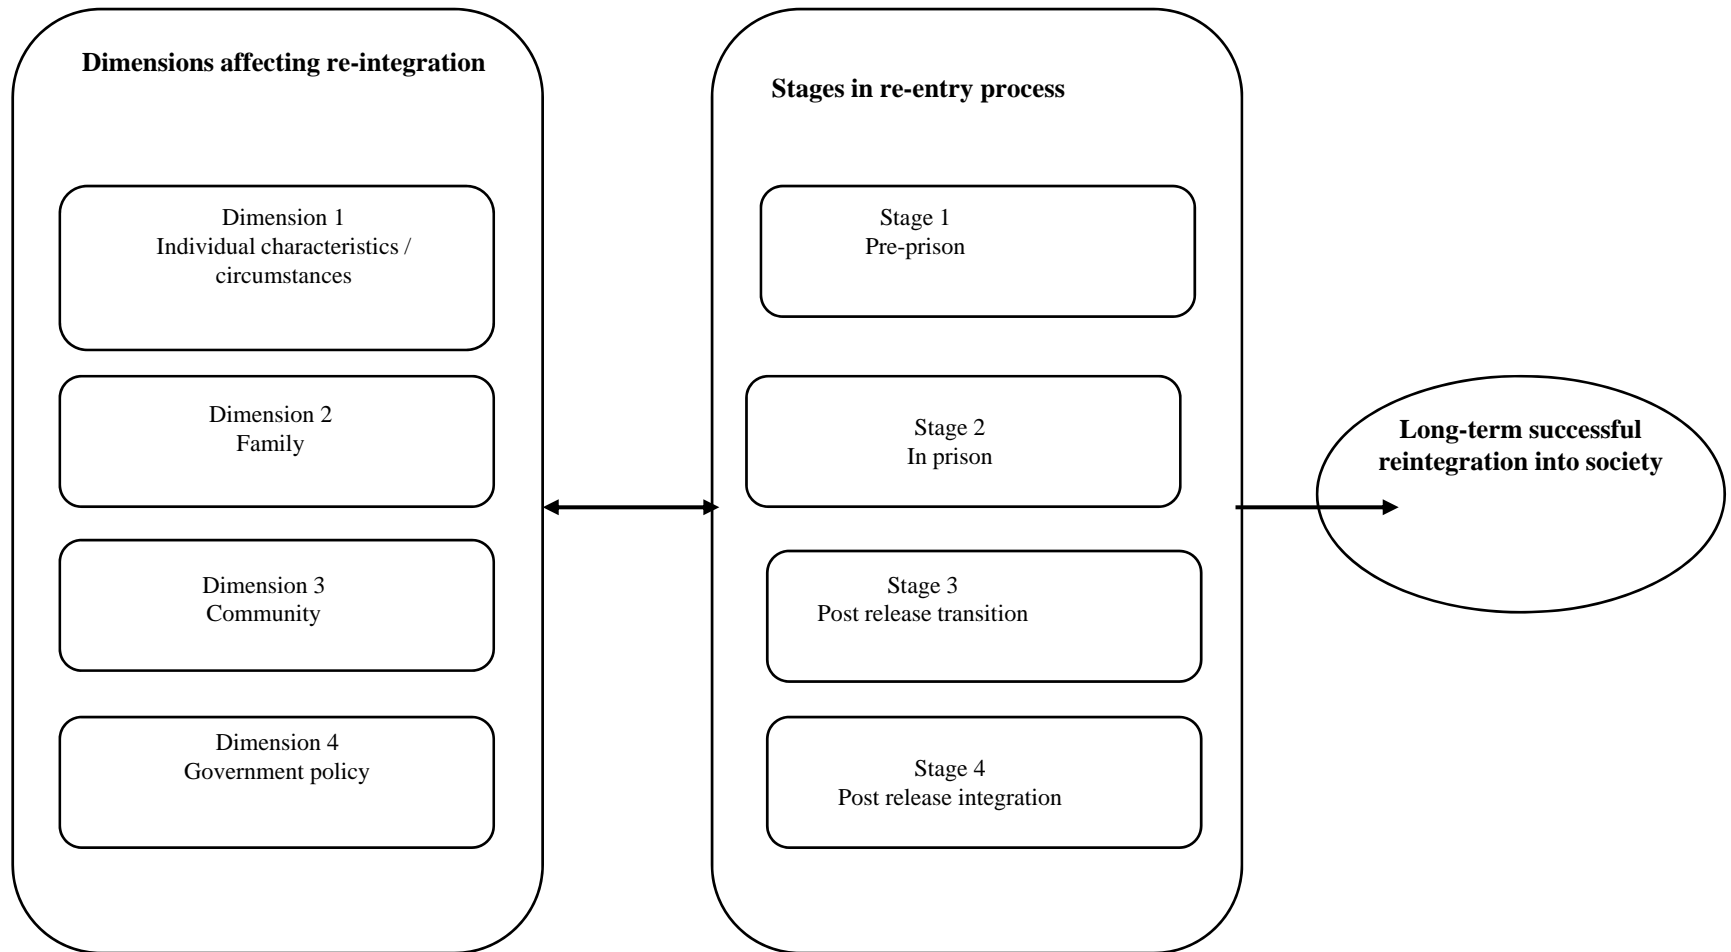 Dimensions affecting re-integration
Dimension 1
Individual characteristics /
circumstances
Dimension 2
Family
Dimension 3
Community
Dimension 4
Government policy
Stages in re-entry process
Stage 1
Pre-prison
Stage 2
In prison
Stage 3
Post release transition
Stage 4
Post release integration
Long-term successful
reintegration into society